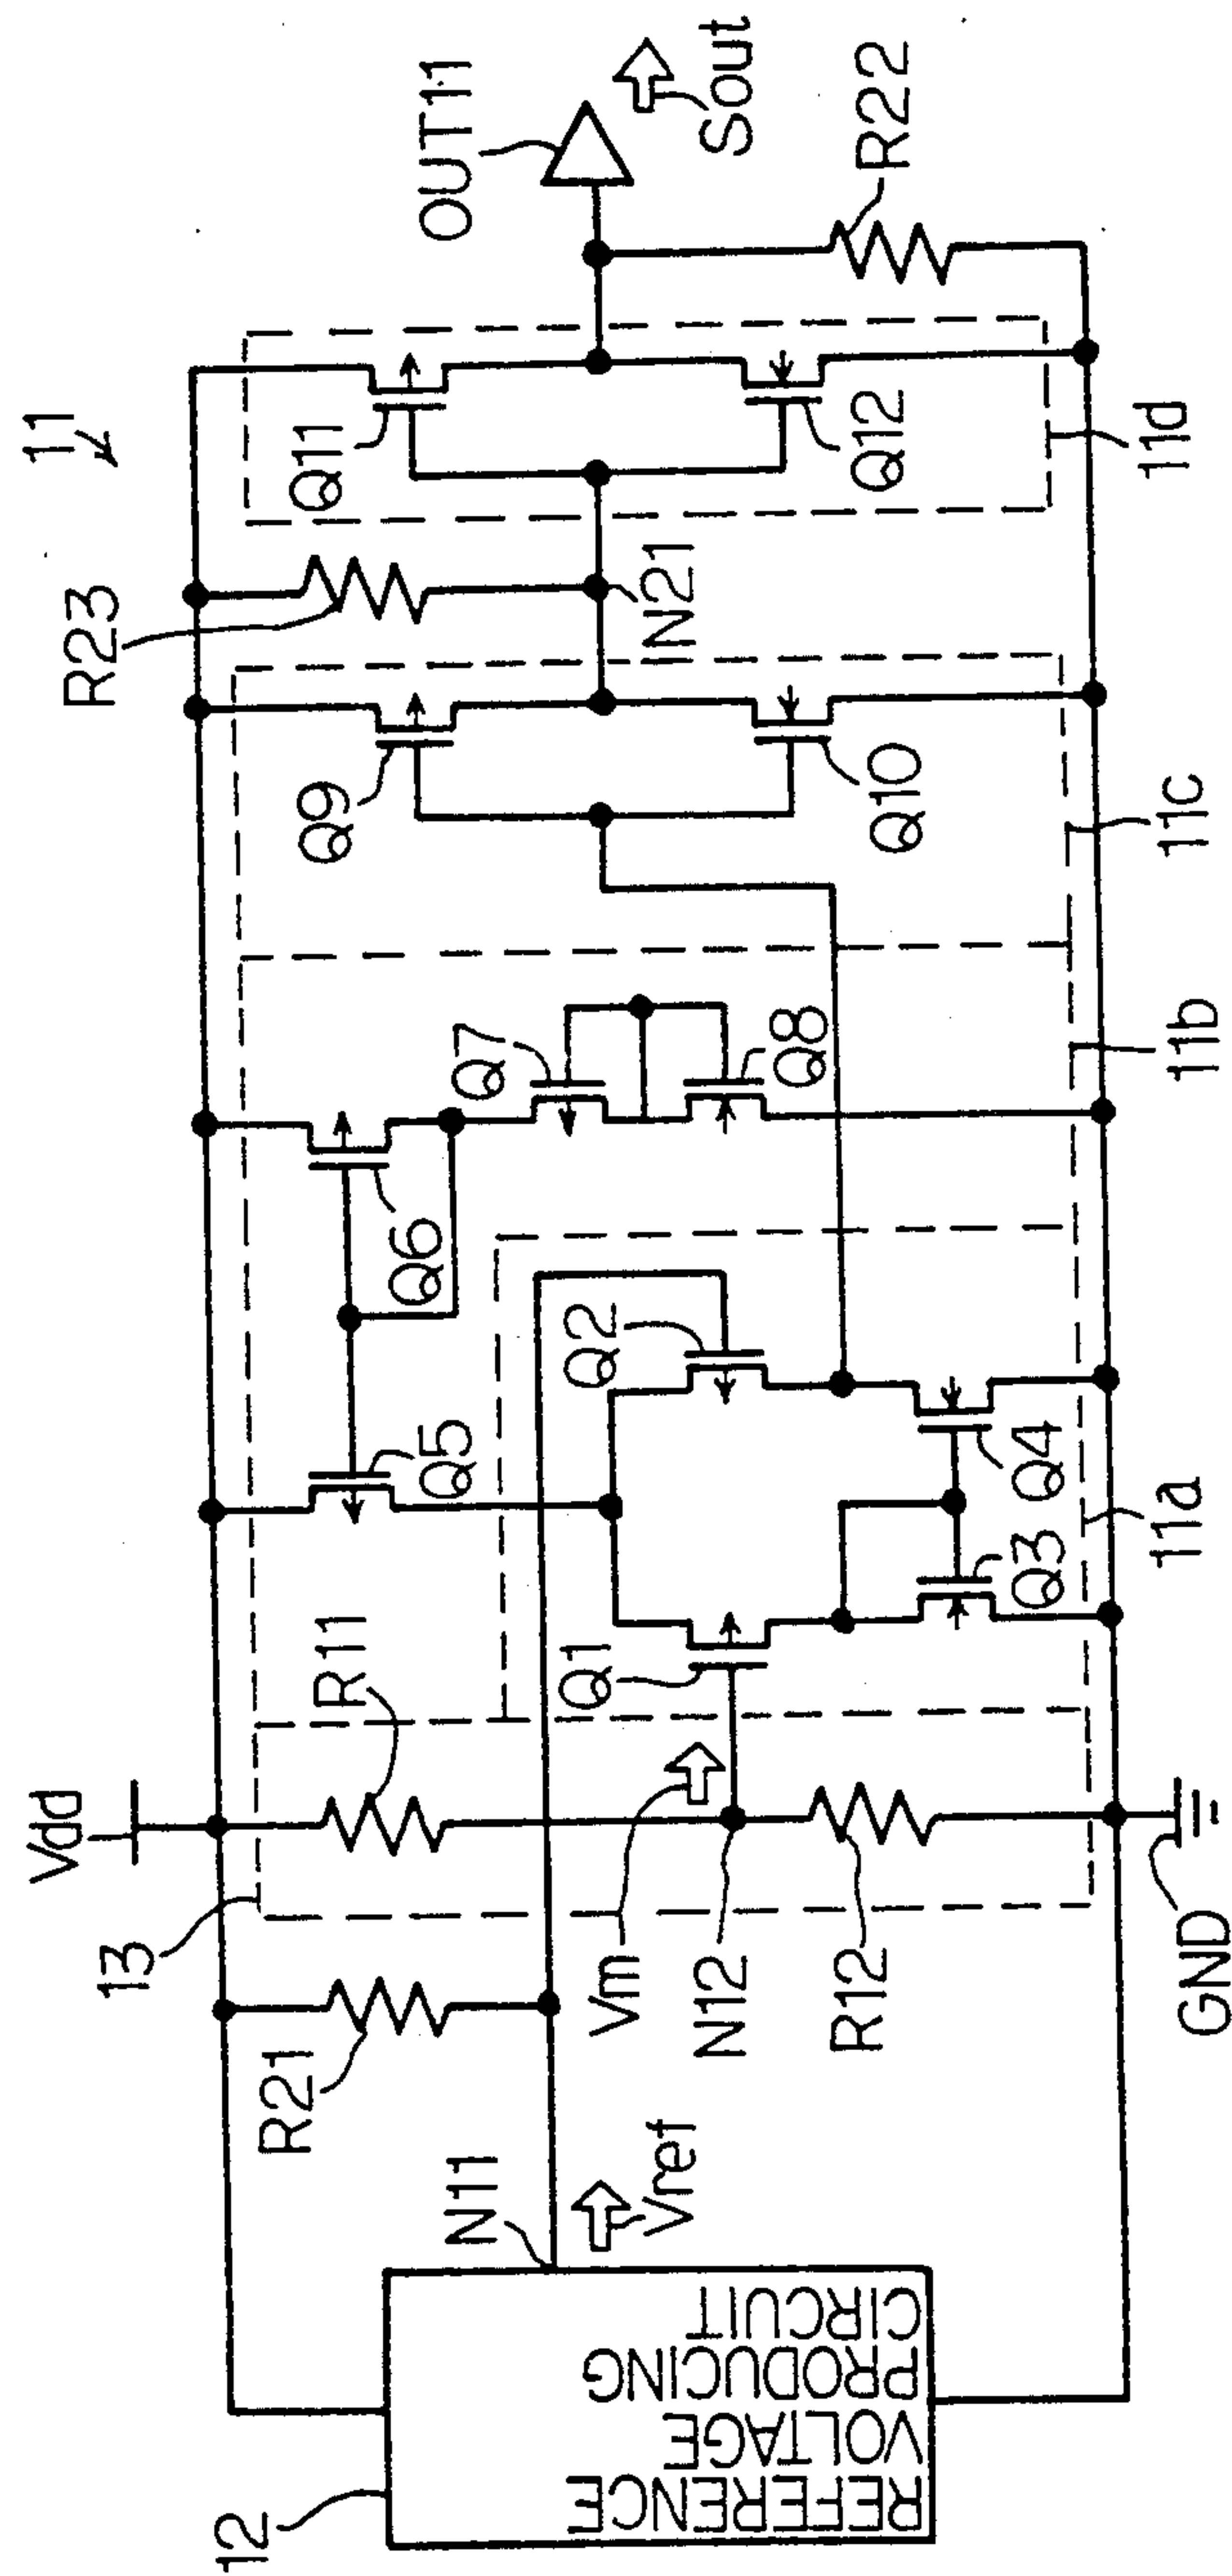 11
Vdd
13
R11
R21
12
REFERENCE
VOLTAGE
PRODUCING
CIRCUIT
N11
Vref
Vm
N12
R12
GND
Q1
Q2
Q3
Q4
11a
Q5
Q6
Q7
Q8
11b
Q9
Q10
11c
R23
N21
Q11
Q12
11d
OUT11
Sout
R22